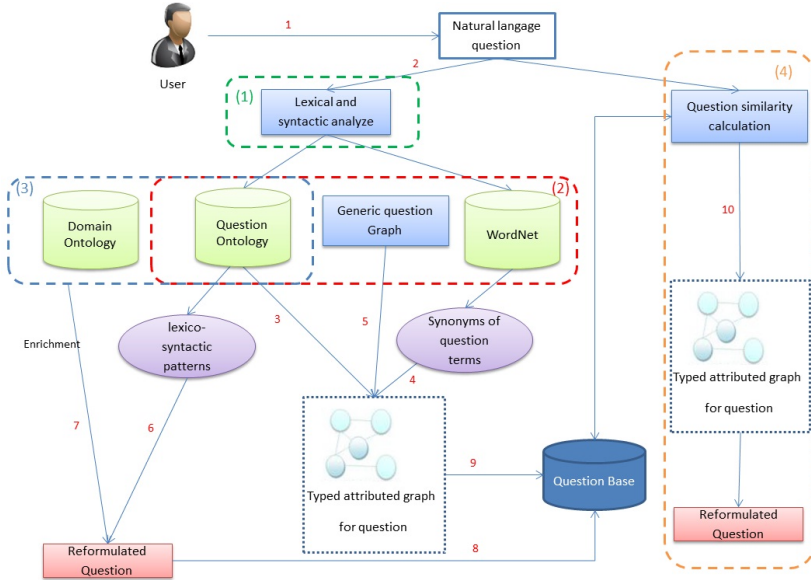 1
Natural langage
question
User
2
(4)
(1)
Lexical and
syntactic analyze
Question similarity
calculation
(3)
(2)
Domain
Ontology
Question
Ontology
Generic question
Graph
WordNet
10
3
5
lexico-
syntactic
patterns
Synonyms of
question
terms
Enrichment
4
7
6
Typed attributed graph
for question
Typed attributed graph
for question
9
Question Base
Reformulated
Question
8
Reformulated
Question